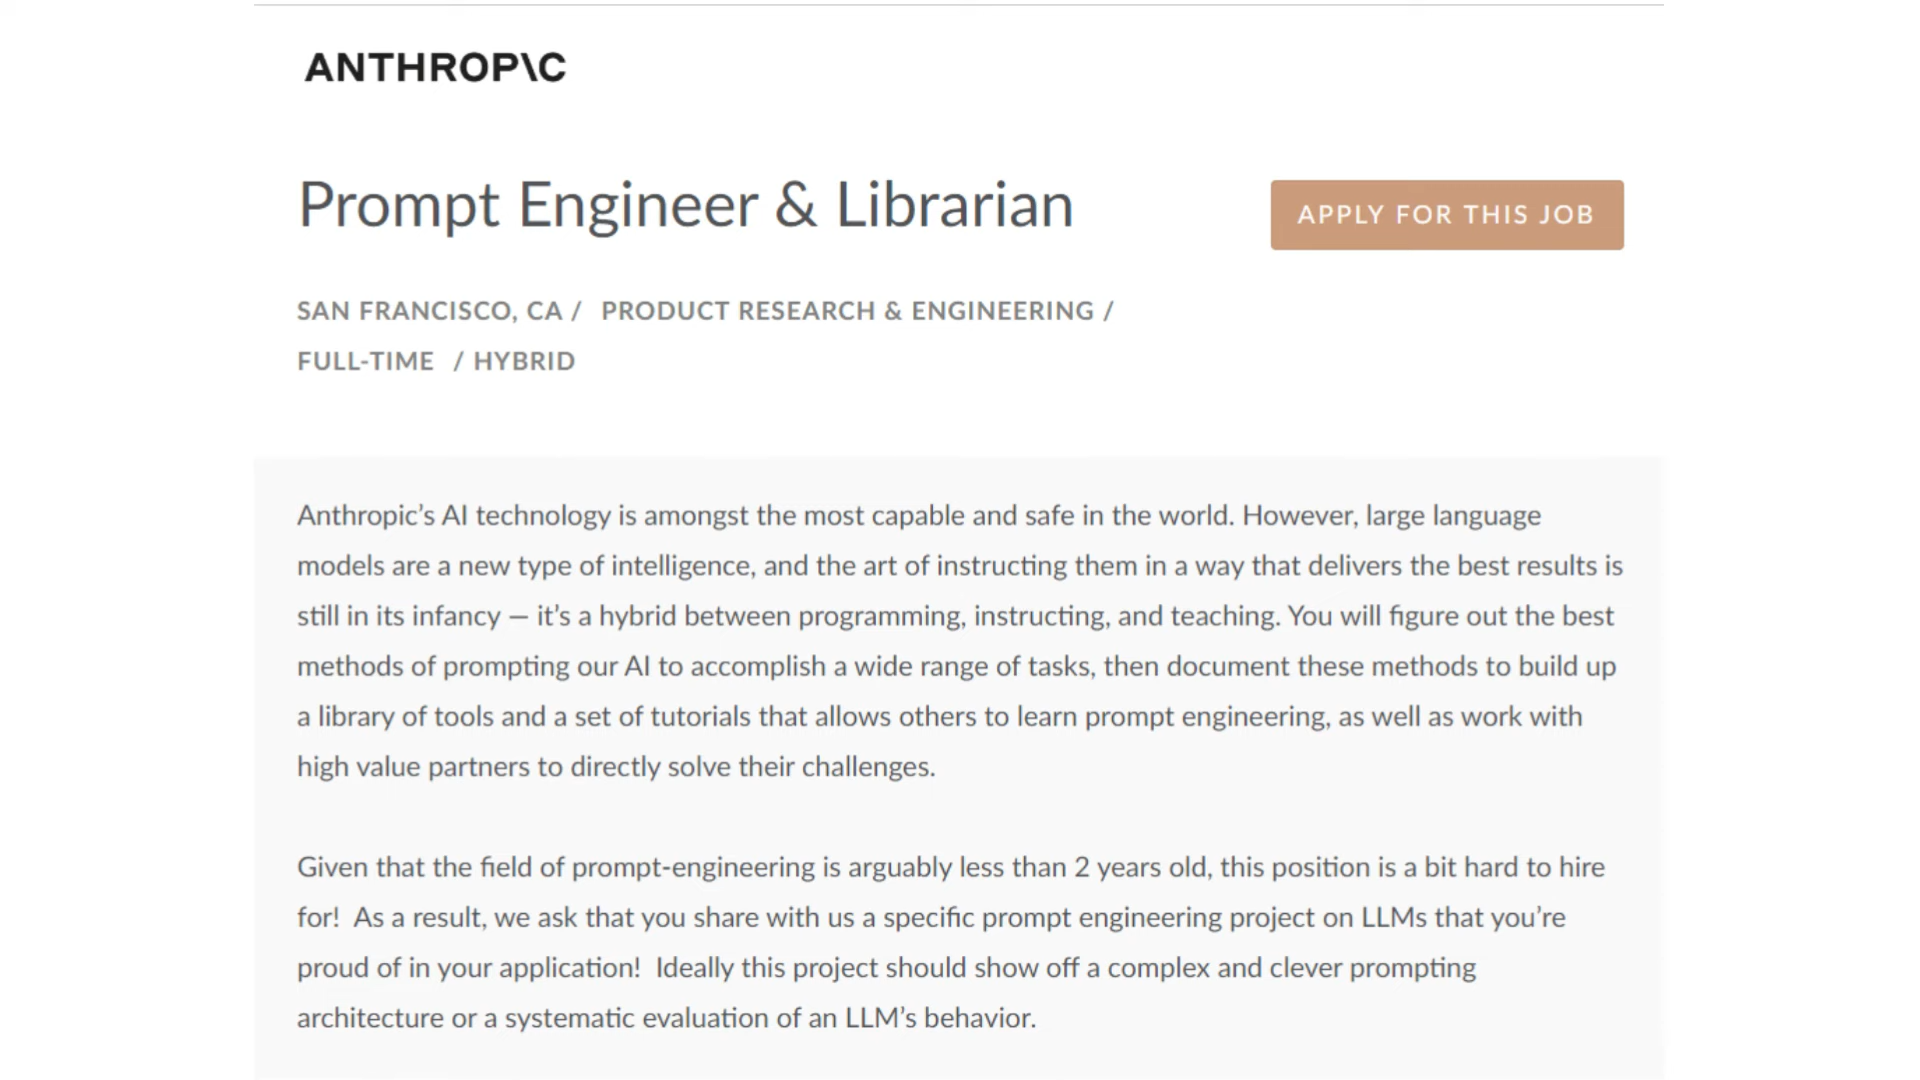 ANTHROP\C
Prompt Engineer & Librarian
APPLY FOR THIS JOB
SAN FRANCISCO, CA / PRODUCT RESEARCH & ENGINEERING /
FULL-TIME / HYBRID
Anthropic’s AI technology is amongst the most capable and safe in the world. However, large language
models are a new type of intelligence, and the art of instructing them in a way that delivers the best results is
still in its infancy — it’s a hybrid between programming, instructing, and teaching. You will figure out the best
methods of prompting our AI to accomplish a wide range of tasks, then document these methods to build up
a library of tools and a set of tutorials that allows others to learn prompt engineering, as well as work with
high value partners to directly solve their challenges.
Given that the field of prompt-engineering is arguably less than 2 years old, this position is a bit hard to hire
for!  As a result, we ask that you share with us a specific prompt engineering project on LLMs that you’re
proud of in your application!  Ideally this project should show off a complex and clever prompting
architecture or a systematic evaluation of an LLM’s behavior.